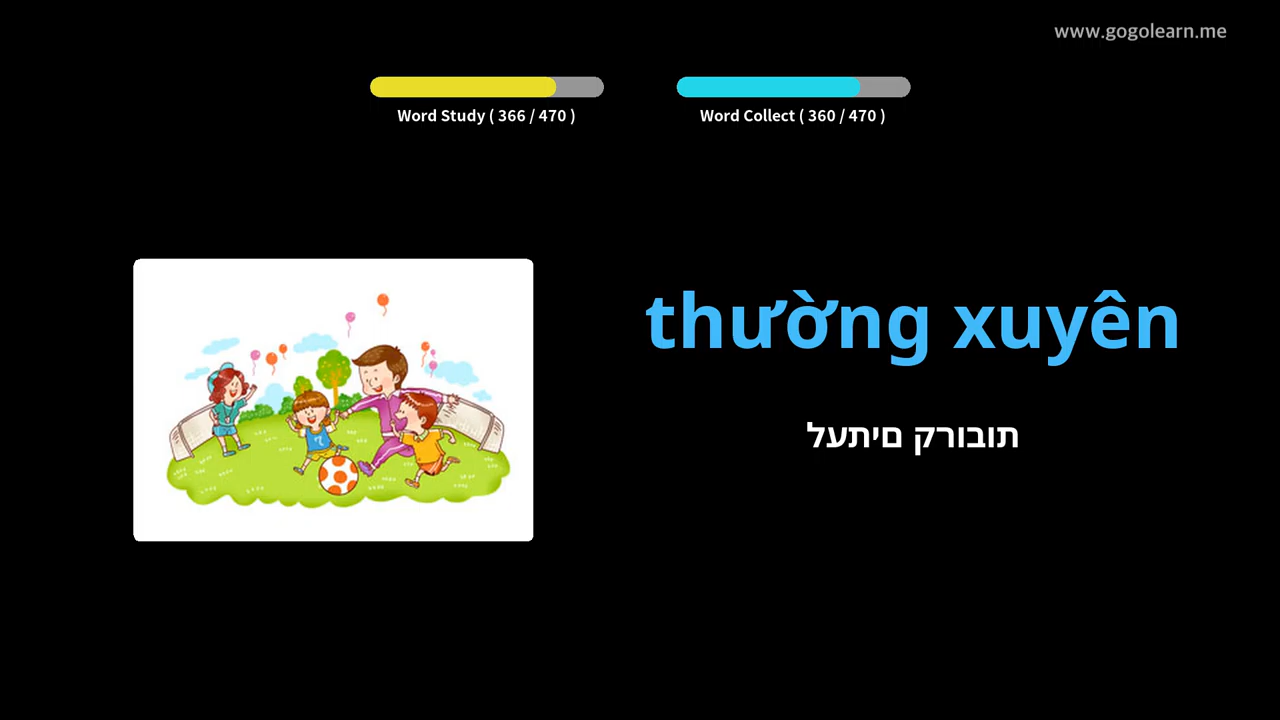 www.gogolearn.me
Word Study ( 366 / 470 )
Word Collect ( 360 / 470 )
thường xuyên
תובורק םיתעל